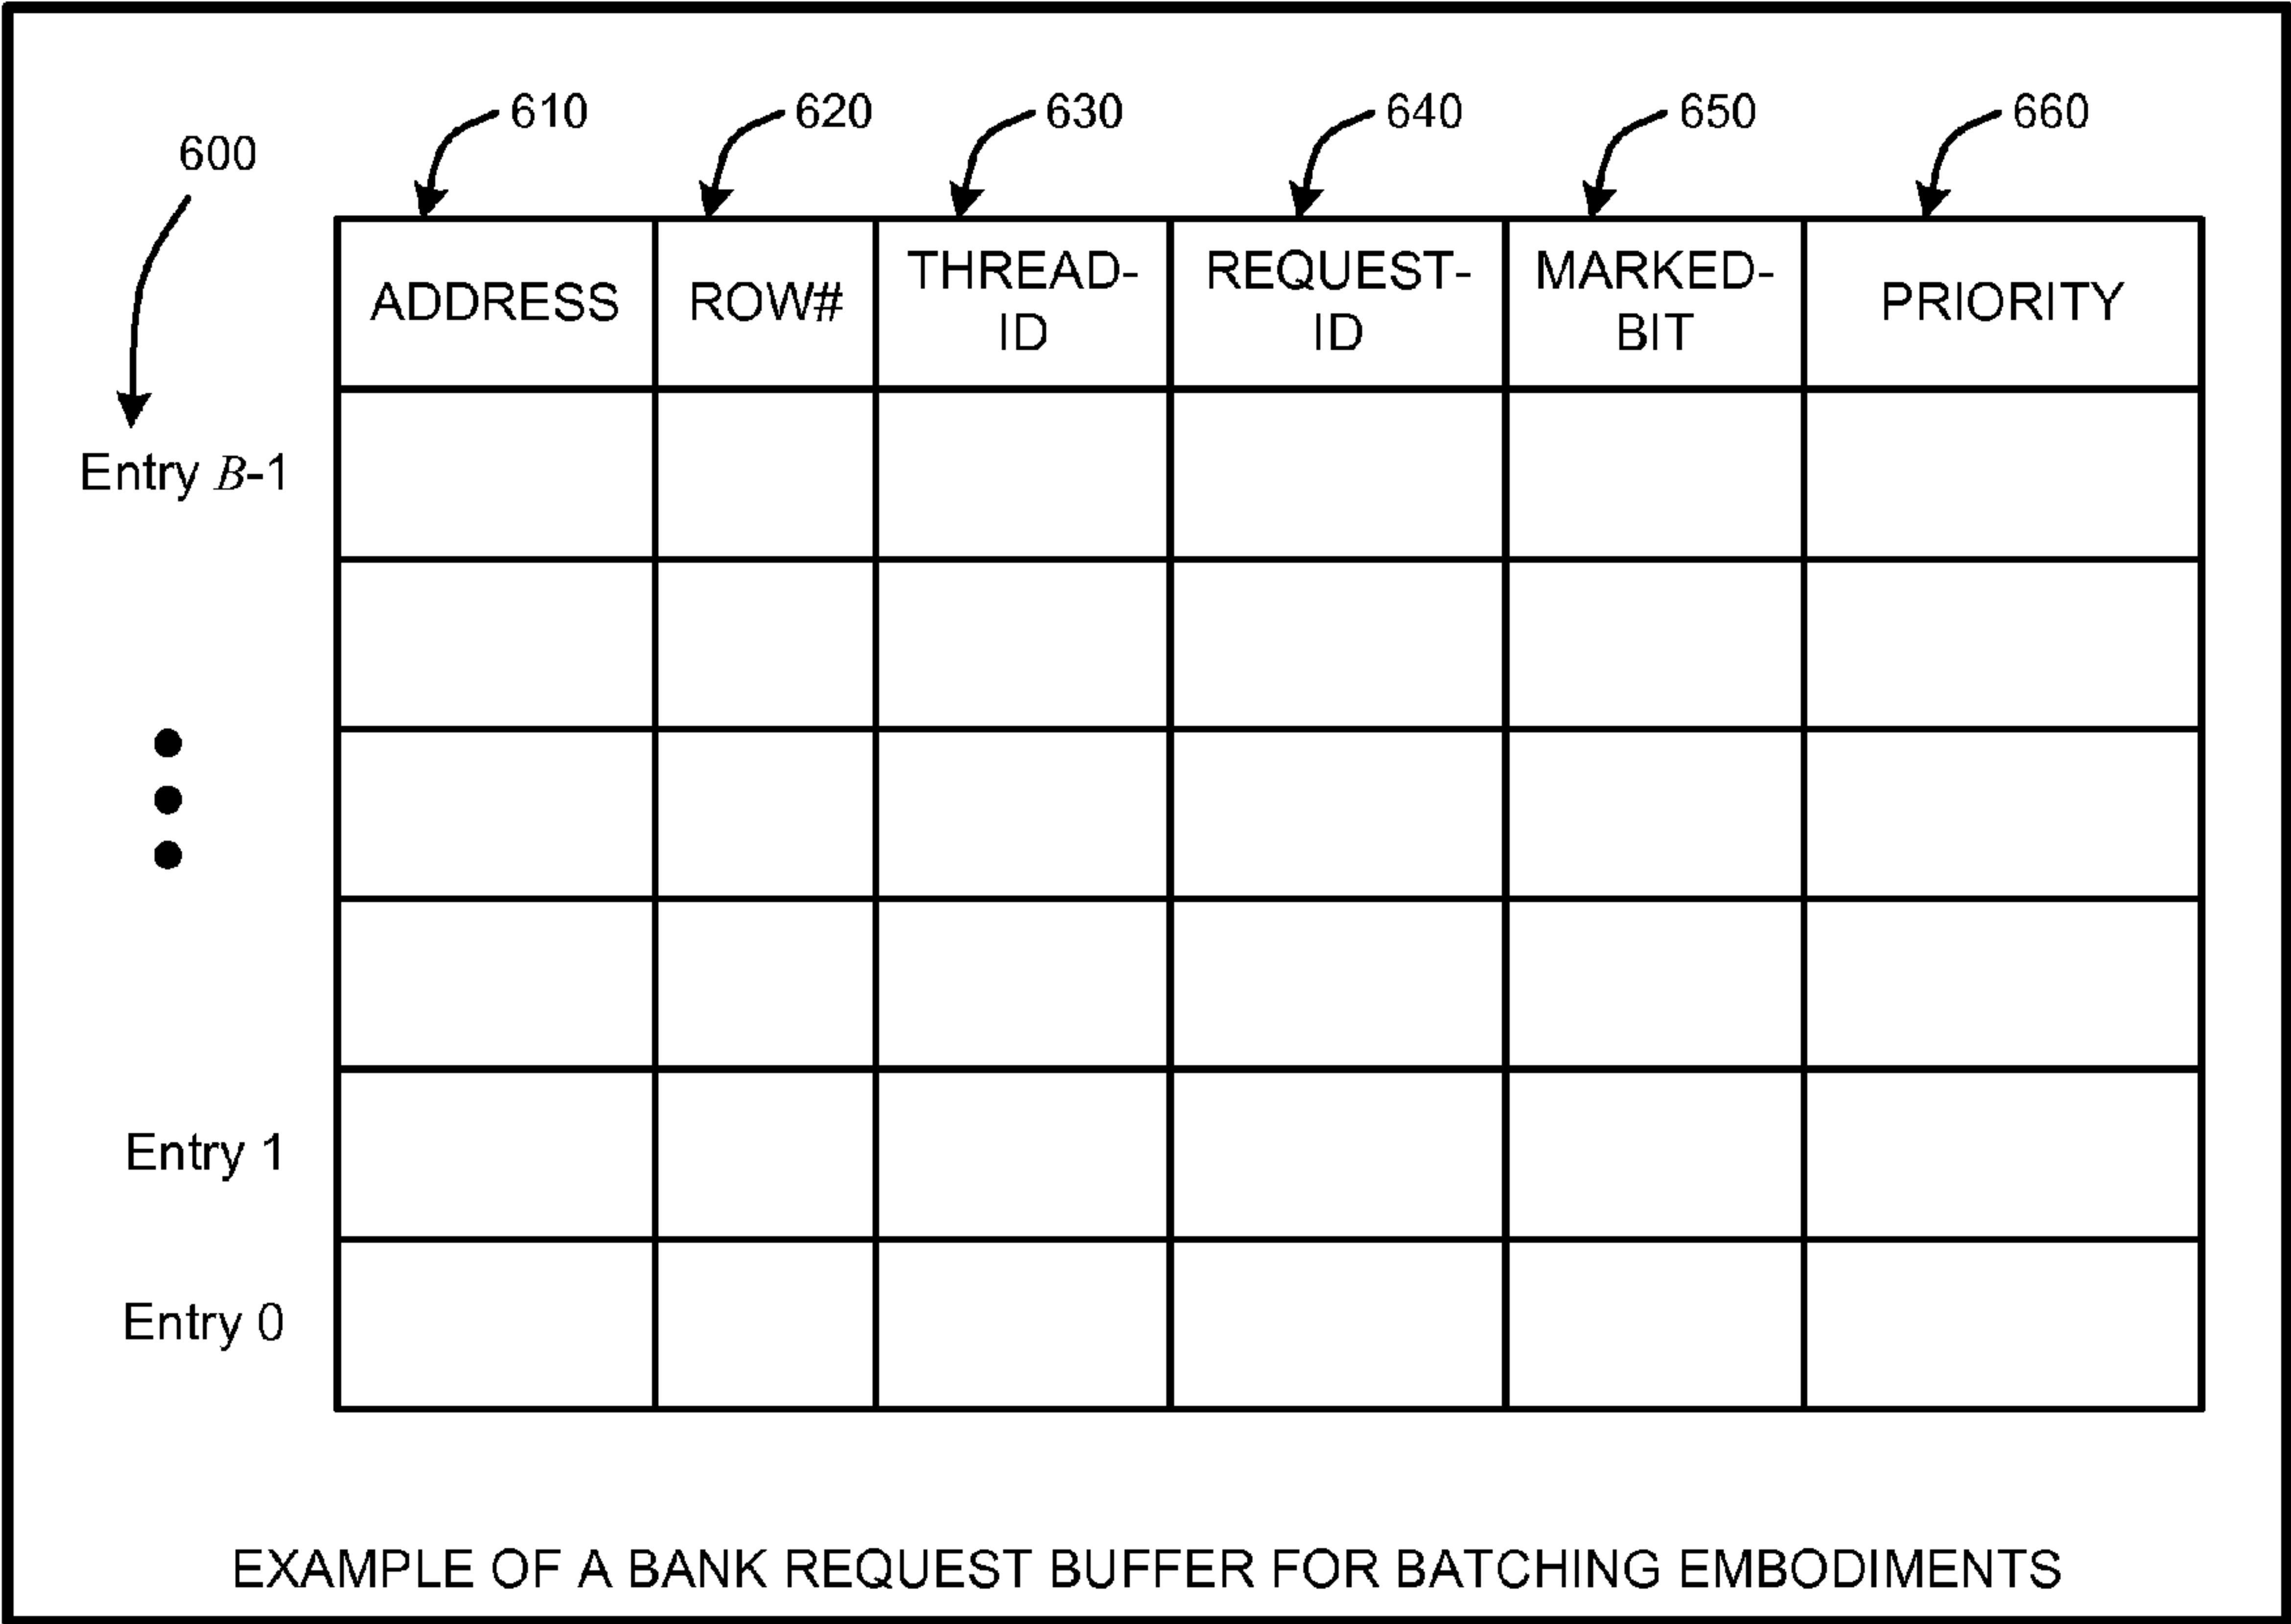 610 620 630 640 650 660
600
ADDRESS ROW# THREAD-ID REQUEST-ID MARKED-BIT PRIORITY
Entry B-1
Entry 1
Entry 0
EXAMPLE OF A BANK REQUEST BUFFER FOR BATCHING EMBODIMENTS